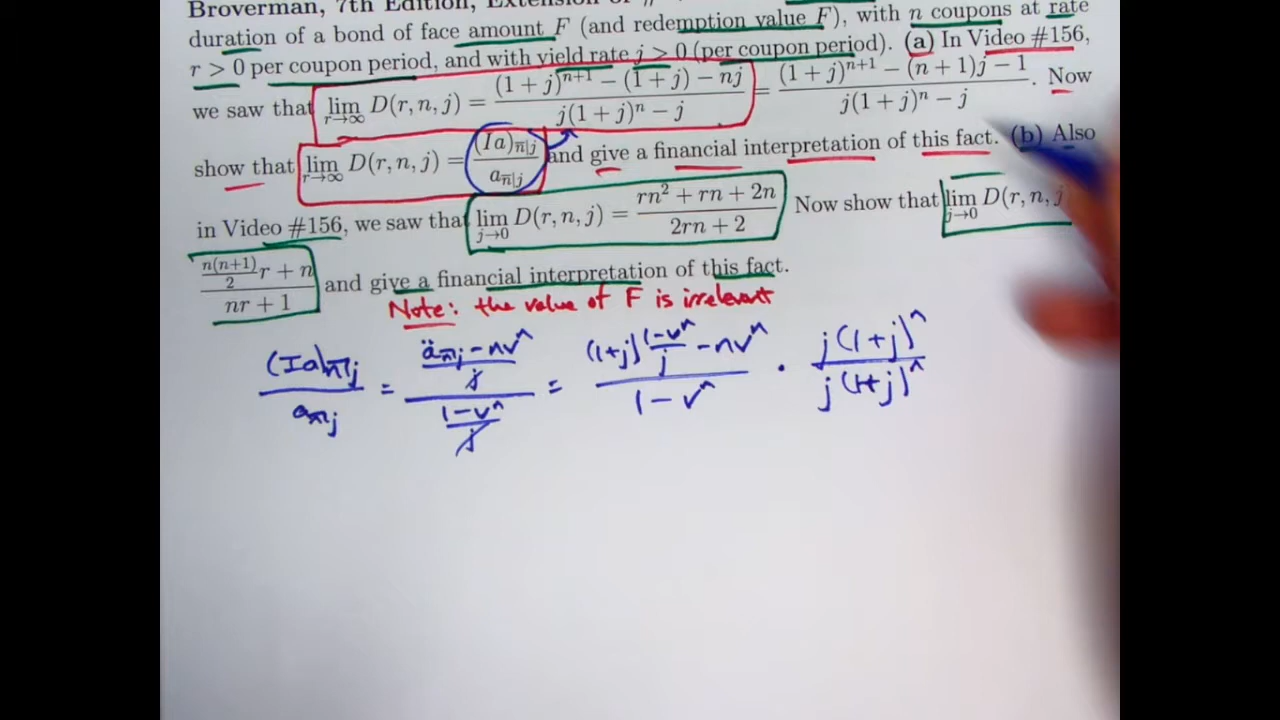 Broverman, 7th Edition, Extension of
duration of a bond of face amount F (and redemption value F), with n coupons at rate
r > 0 per coupon period, and with yield rate j > 0 (per coupon period). (a) In Video #156,
we saw that lim_{r→∞} D(r, n, j) = ((1 + j)^{n+1} − (1 + j) − nj) / (j(1 + j)^n − j) = ((1 + j)^{n+1} − (n + 1)j − 1) / (j(1 + j)^n − j). Now
show that lim_{r→∞} D(r, n, j) = (Ia)_{n|j} / a_{n|j} and give a financial interpretation of this fact. (b) Also
in Video #156, we saw that lim_{j→0} D(r, n, j) = (rn² + rn + 2n) / (2rn + 2) Now show that lim_{j→0} D(r, n, j
(n(n+1)/2 r + n) / (nr + 1) and give a financial interpretation of this fact.
Note: the value of F is irrelevant
(Ia)_{n|j} / a_{n|j} = ((ä_{n|j} − nv^n) / j) / ((1 − v^n) / j) = ((1+j) (1−v^n)/j − nv^n) / (1 − v^n) · j(1+j)^n / j(1+j)^n